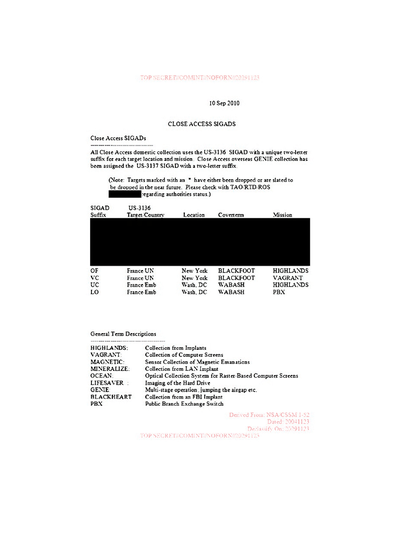 TOP SECRET//COMINT//NOFORN//20291123
10 Sep 2010
CLOSE ACCESS SIGADS
Close Access SIGADs
All Close Access domestic collection uses the US-3136 SIGAD with a unique two-letter
suffix for each target location and mission. Close Access overseas GENIE collection has
been assigned the US-3137 SIGAD with a two-letter suffix.
(Note: Targets marked with an * have either been dropped or are slated to
be dropped in the near future. Please check with TAO/RTD/ROS
regarding authorities status.)
SIGAD US-3136
Suffix Target/Country Location Coverterm Mission
OF France/UN New York BLACKFOOT HIGHLANDS
VC France/UN New York BLACKFOOT VAGRANT
UC France/Emb Wash, DC WABASH HIGHLANDS
LO France/Emb Wash, DC WABASH PBX
General Term Descriptions
HIGHLANDS: Collection from Implants
VAGRANT: Collection of Computer Screens
MAGNETIC: Sensor Collection of Magnetic Emanations
MINERALIZE: Collection from LAN Implant
OCEAN: Optical Collection System for Raster-Based Computer Screens
LIFESAVER : Imaging of the Hard Drive
GENIE: Multi-stage operation; jumping the airgap etc.
BLACKHEART: Collection from an FBI Implant
PBX: Public Branch Exchange Switch
Derived From: NSA/CSSM 1-52
Dated: 20041123
Declassify On: 20291123
TOP SECRET//COMINT//NOFORN//20291123